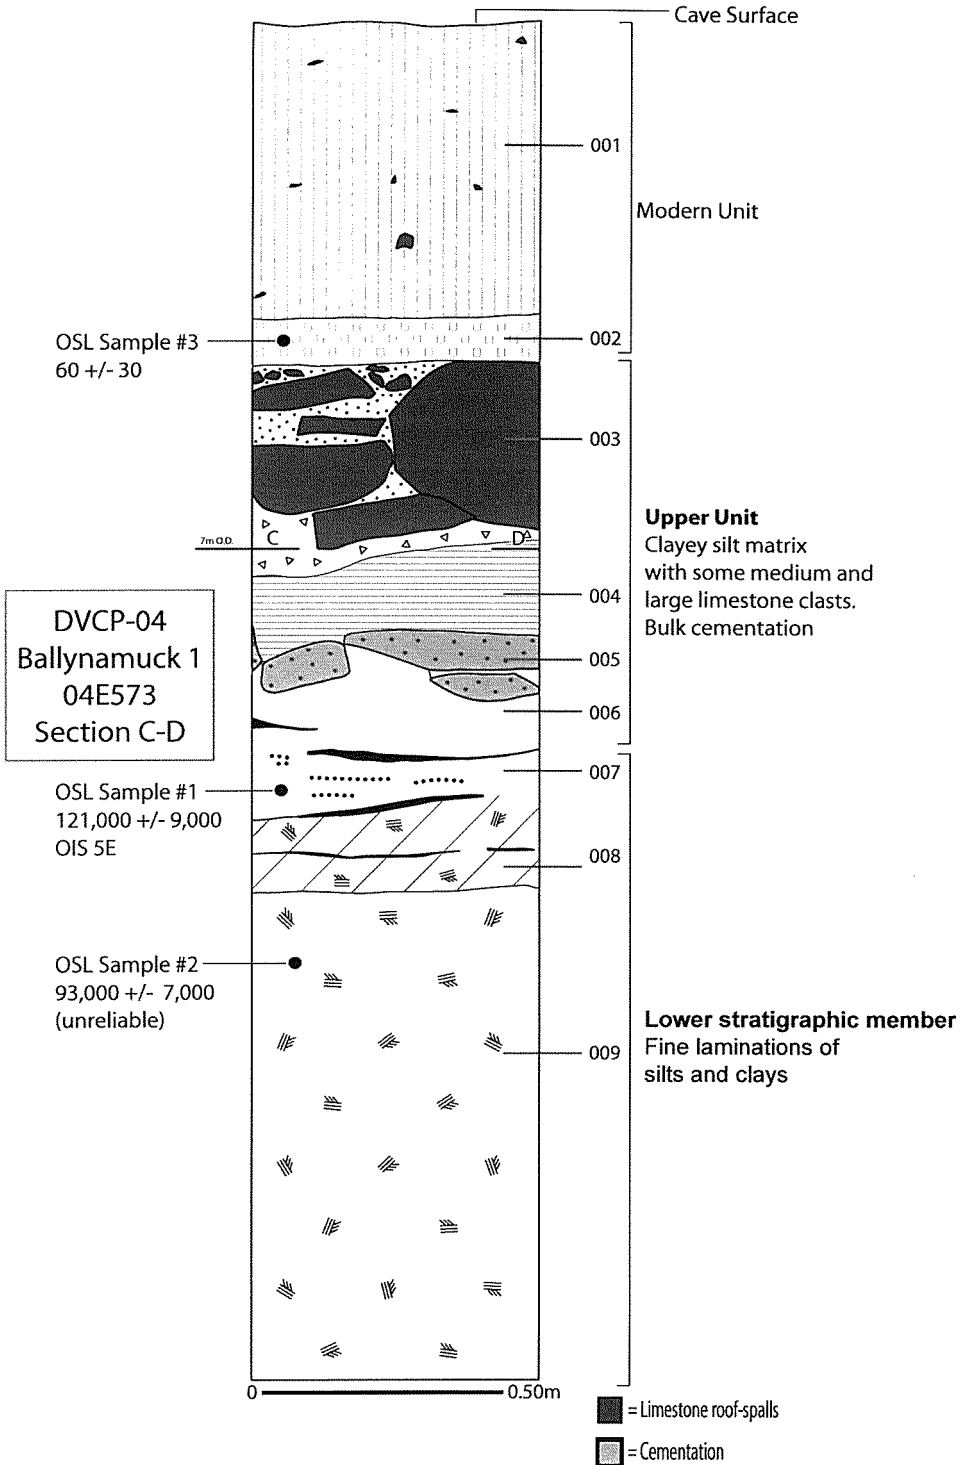 Cave Surface
001
Modern Unit
OSL Sample #3
60 +/- 30
002
003
7m O.D.
C
D
Upper Unit
Clayey silt matrix
with some medium and
large limestone clasts.
Bulk cementation
004
DVCP-04
Ballynamuck 1
04E573
Section C-D
005
006
007
OSL Sample #1
121,000 +/- 9,000
OIS 5E
008
OSL Sample #2
93,000 +/- 7,000
(unreliable)
Lower stratigraphic member
Fine laminations of
silts and clays
009
0 0.50m
= Limestone roof-spalls
= Cementation